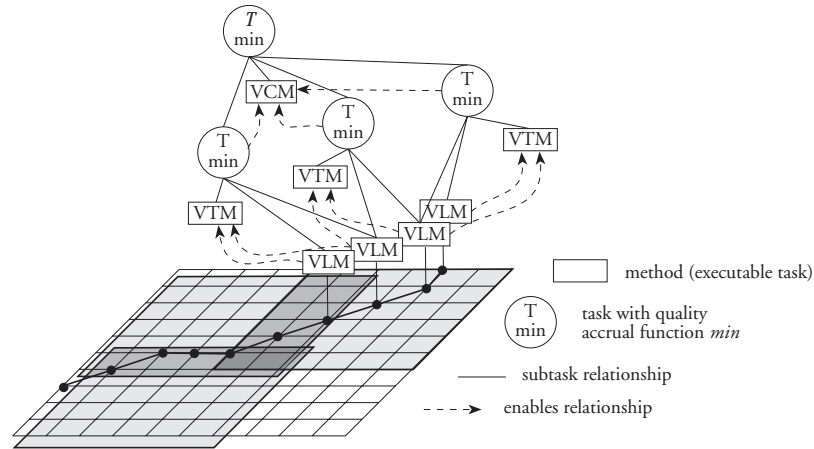 T
min
T
min
VCM
T
min
VTM
T
min
VTM
VTM
VLM
VLM
VLM
VLM
method (executable task)
T
min
task with quality
accrual function min
subtask relationship
enables relationship